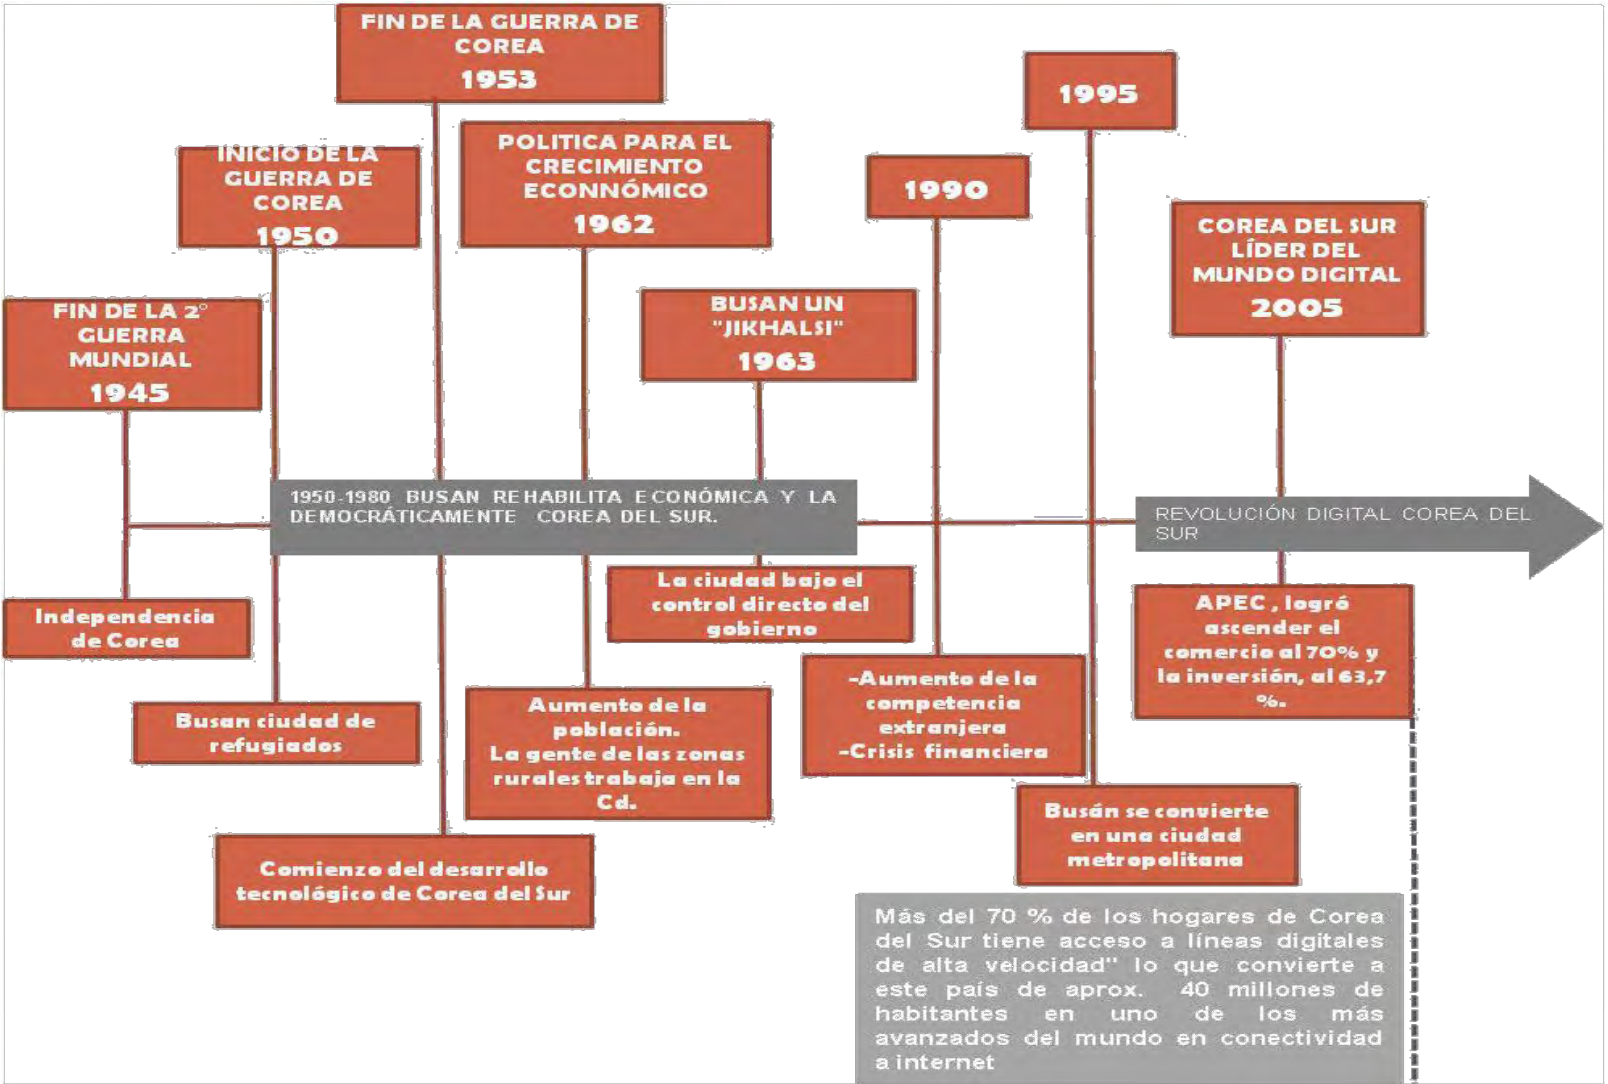 FIN DE LA GUERRA DE
COREA
1953
1995
INICIO DE LA
GUERRA DE
COREA
1950
POLITICA PARA EL
CRECIMIENTO
ECONNÓMICO
1962
1990
COREA DEL SUR
LÍDER DEL
MUNDO DIGITAL
2005
FIN DE LA 2°
GUERRA
MUNDIAL
1945
BUSAN UN
"JIKHALSI"
1963
1950-1980 BUSAN REHABILITA ECONÓMICA Y LA
DEMOCRÁTICAMENTE COREA DEL SUR.
REVOLUCIÓN DIGITAL COREA DEL
SUR
Independencia
de Corea
La ciudad bajo el
control directo del
gobierno
APEC , logró
ascender el
comercio al 70% y
la inversión, al 63,7
%.
Busan ciudad de
refugiados
Aumento de la
población.
La gente de las zonas
rurales trabaja en la
Cd.
-Aumento de la
competencia
extranjera
-Crisis financiera
Busán se convierte
en una ciudad
metropolitana
Comienzo del desarrollo
tecnológico de Corea del Sur
Más del 70 % de los hogares de Corea
del Sur tiene acceso a líneas digitales
de alta velocidad" lo que convierte a
este país de aprox. 40 millones de
habitantes en uno de los más
avanzados del mundo en conectividad
a internet